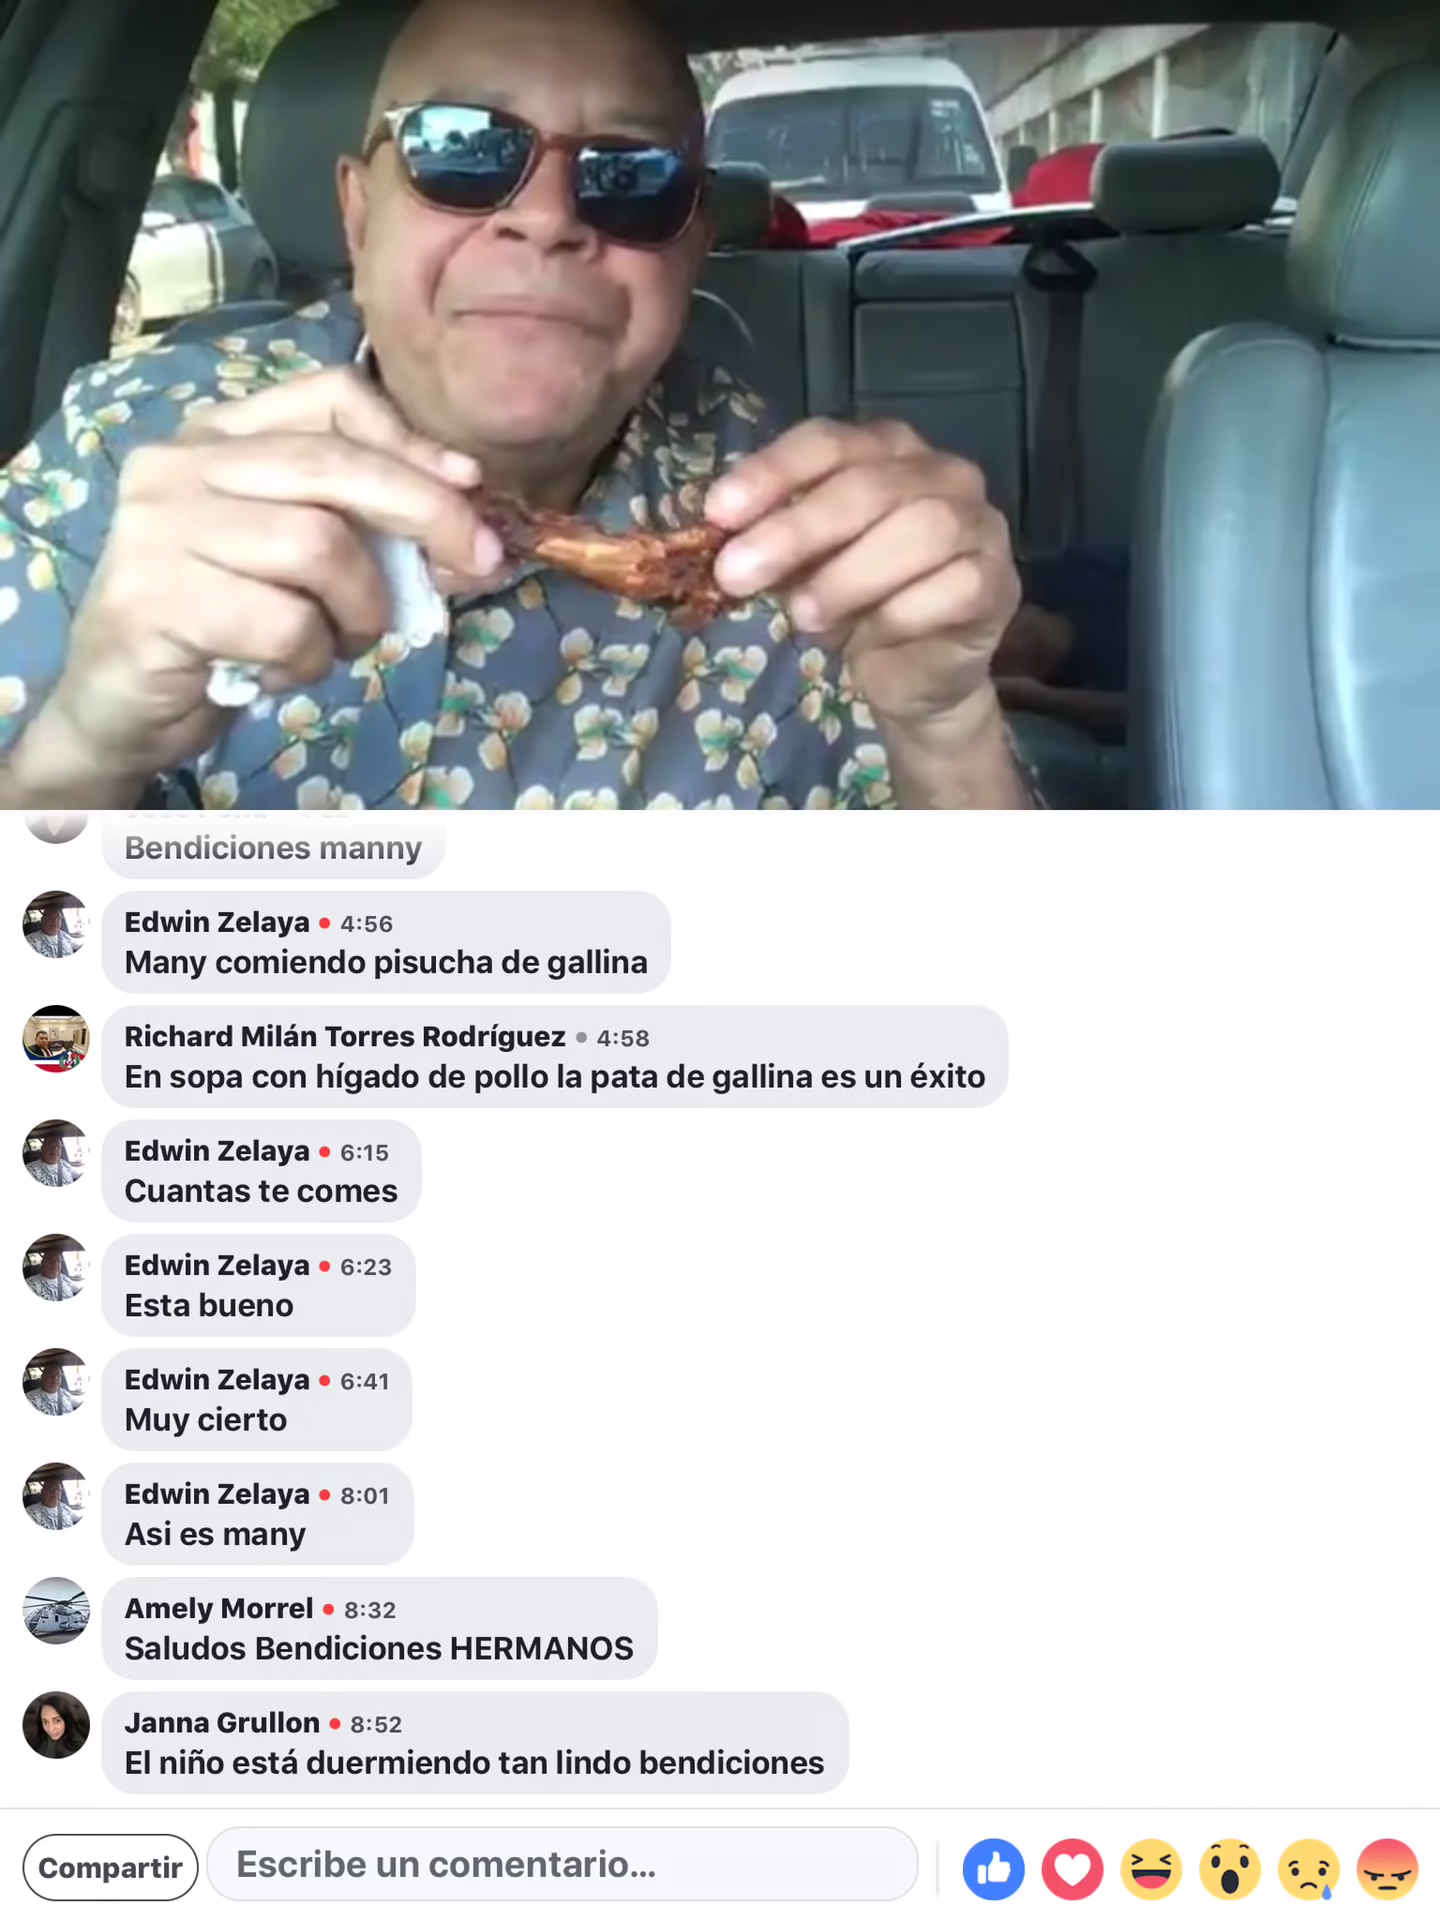 Bendiciones manny
Edwin Zelaya • 4:56
Many comiendo pisucha de gallina
Richard Milán Torres Rodríguez • 4:58
En sopa con hígado de pollo la pata de gallina es un éxito
Edwin Zelaya • 6:15
Cuantas te comes
Edwin Zelaya • 6:23
Esta bueno
Edwin Zelaya • 6:41
Muy cierto
Edwin Zelaya • 8:01
Asi es many
Amely Morrel • 8:32
Saludos Bendiciones HERMANOS
Janna Grullon • 8:52
El niño está duermiendo tan lindo bendiciones
Compartir
Escribe un comentario...